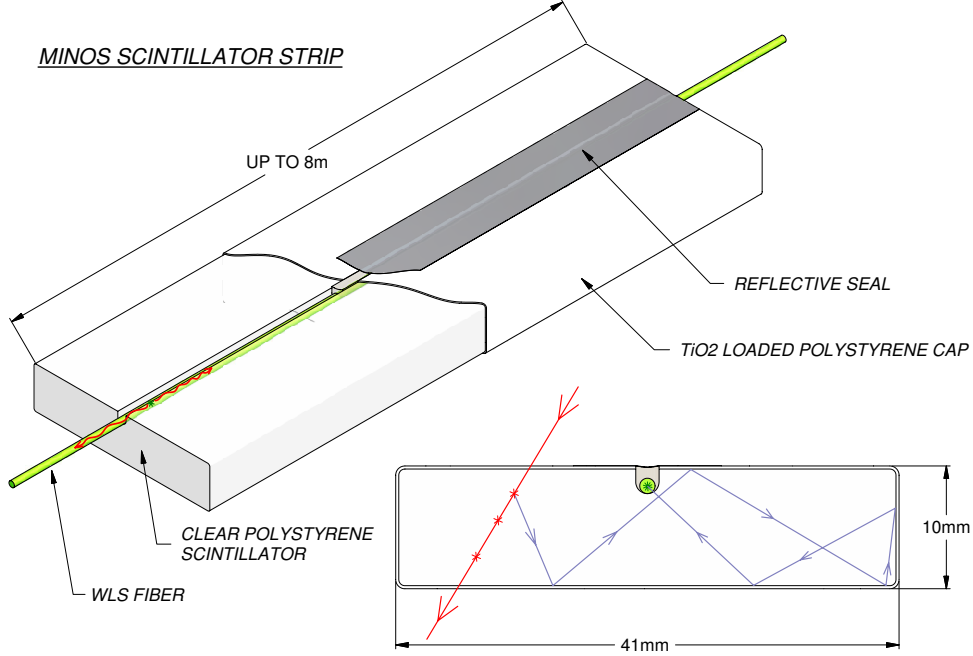 MINOS SCINTILLATOR STRIP
UP TO 8m
REFLECTIVE SEAL
TiO2 LOADED POLYSTYRENE CAP
CLEAR POLYSTYRENE
SCINTILLATOR
WLS FIBER
10mm
41mm